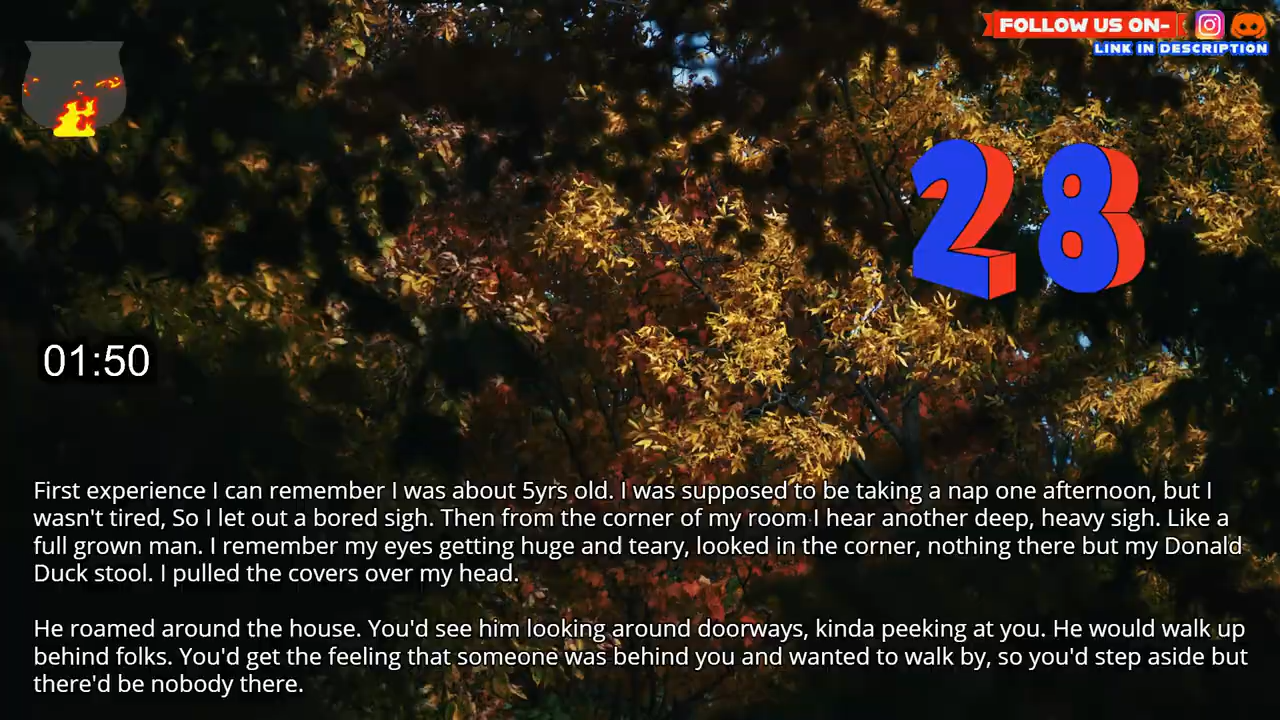 FOLLOW US ON-
LINK IN DESCRIPTION
28
01:50
First experience I can remember I was about 5yrs old. I was supposed to be taking a nap one afternoon, but I
wasn't tired, So I let out a bored sigh. Then from the corner of my room I hear another deep, heavy sigh. Like a
full grown man. I remember my eyes getting huge and teary, looked in the corner, nothing there but my Donald
Duck stool. I pulled the covers over my head.
He roamed around the house. You'd see him looking around doorways, kinda peeking at you. He would walk up
behind folks. You'd get the feeling that someone was behind you and wanted to walk by, so you'd step aside but
there'd be nobody there.